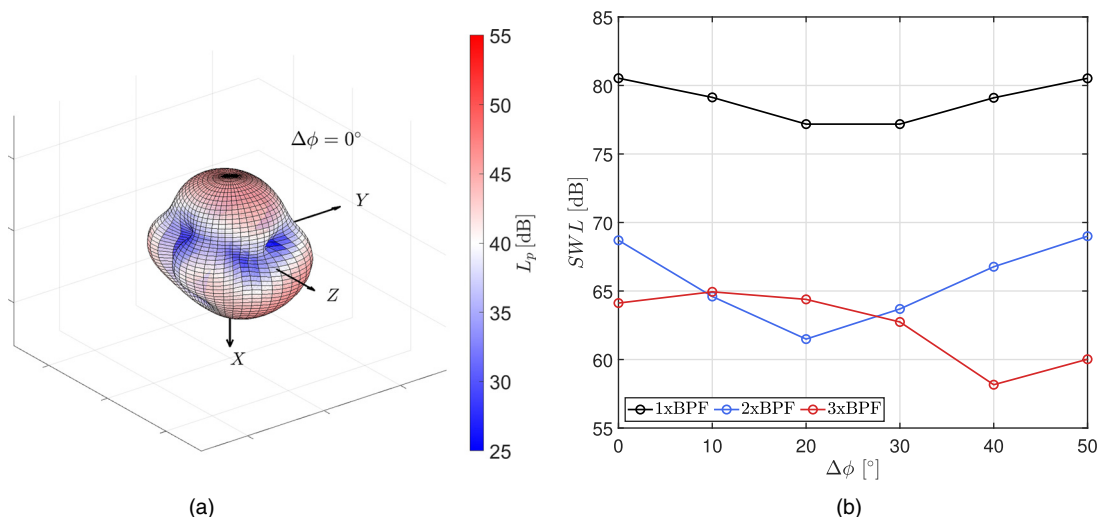 Δϕ = 0°
Y
Z
X
55
50
45
40
35
30
25
L_p [dB]
(a)
85
80
75
70
65
60
55
SWL [dB]
1xBPF 2xBPF 3xBPF
0 10 20 30 40 50
Δϕ [°]
(b)